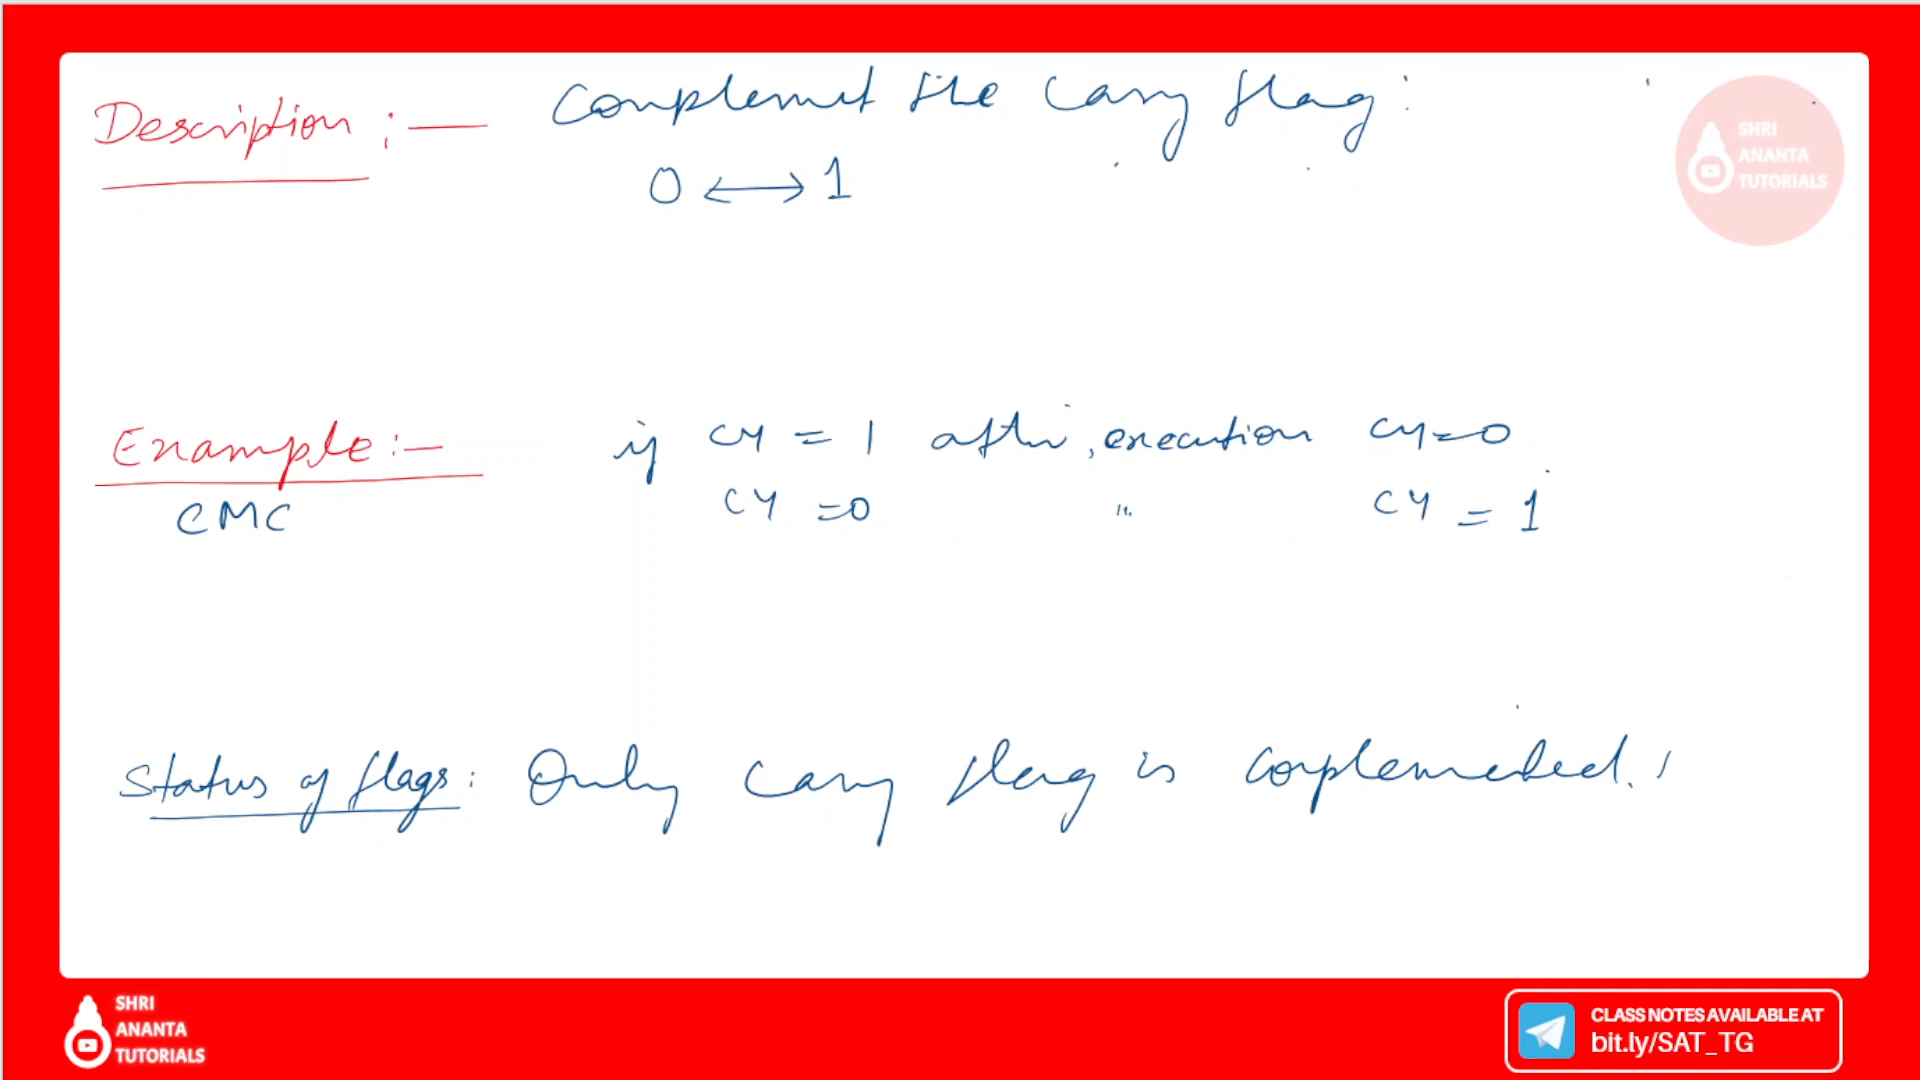 Description :— Complement the Carry flag:
0 ↔ 1
SHRI
ANANTA
TUTORIALS
Example :— if CY = 1 after, execution CY=0
CMC CY =0 " CY = 1
Status of flags: Only carry flag is complemented.
SHRI
ANANTA
TUTORIALS
CLASS NOTES AVAILABLE AT
bit.ly/SAT_TG